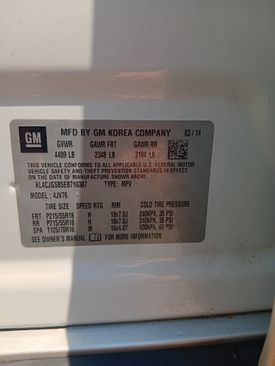 GM
MFD BY GM KOREA COMPANY 03/14
GVWR GAWR FRT GAWR RR
4409 LB 2348 LB 2194 LB
THIS VEHICLE CONFORMS TO ALL APPLICABLE U.S. FEDERAL MOTOR
VEHICLE SAFETY, BUMPER, AND THEFT PREVENTION STANDARDS IN
EFFECT ON THE DATE OF MANUFACTURE SHOWN ABOVE.
KL4CJGSB5EB710387 TYPE: MPV
MODEL: 4JV76
TIRE SIZE SPEED RTG RIM COLD TIRE PRESSURE
FRT P215/55R18 H 18x7.0J 240KPA, 35 PSI
RR P215/55R18 H 18x7.0J 240KPA, 35 PSI
SPA T125/70R16 M 16x4.0T 420KPA, 60 PSI
SEE OWNER'S MANUAL FOR MORE INFORMATION